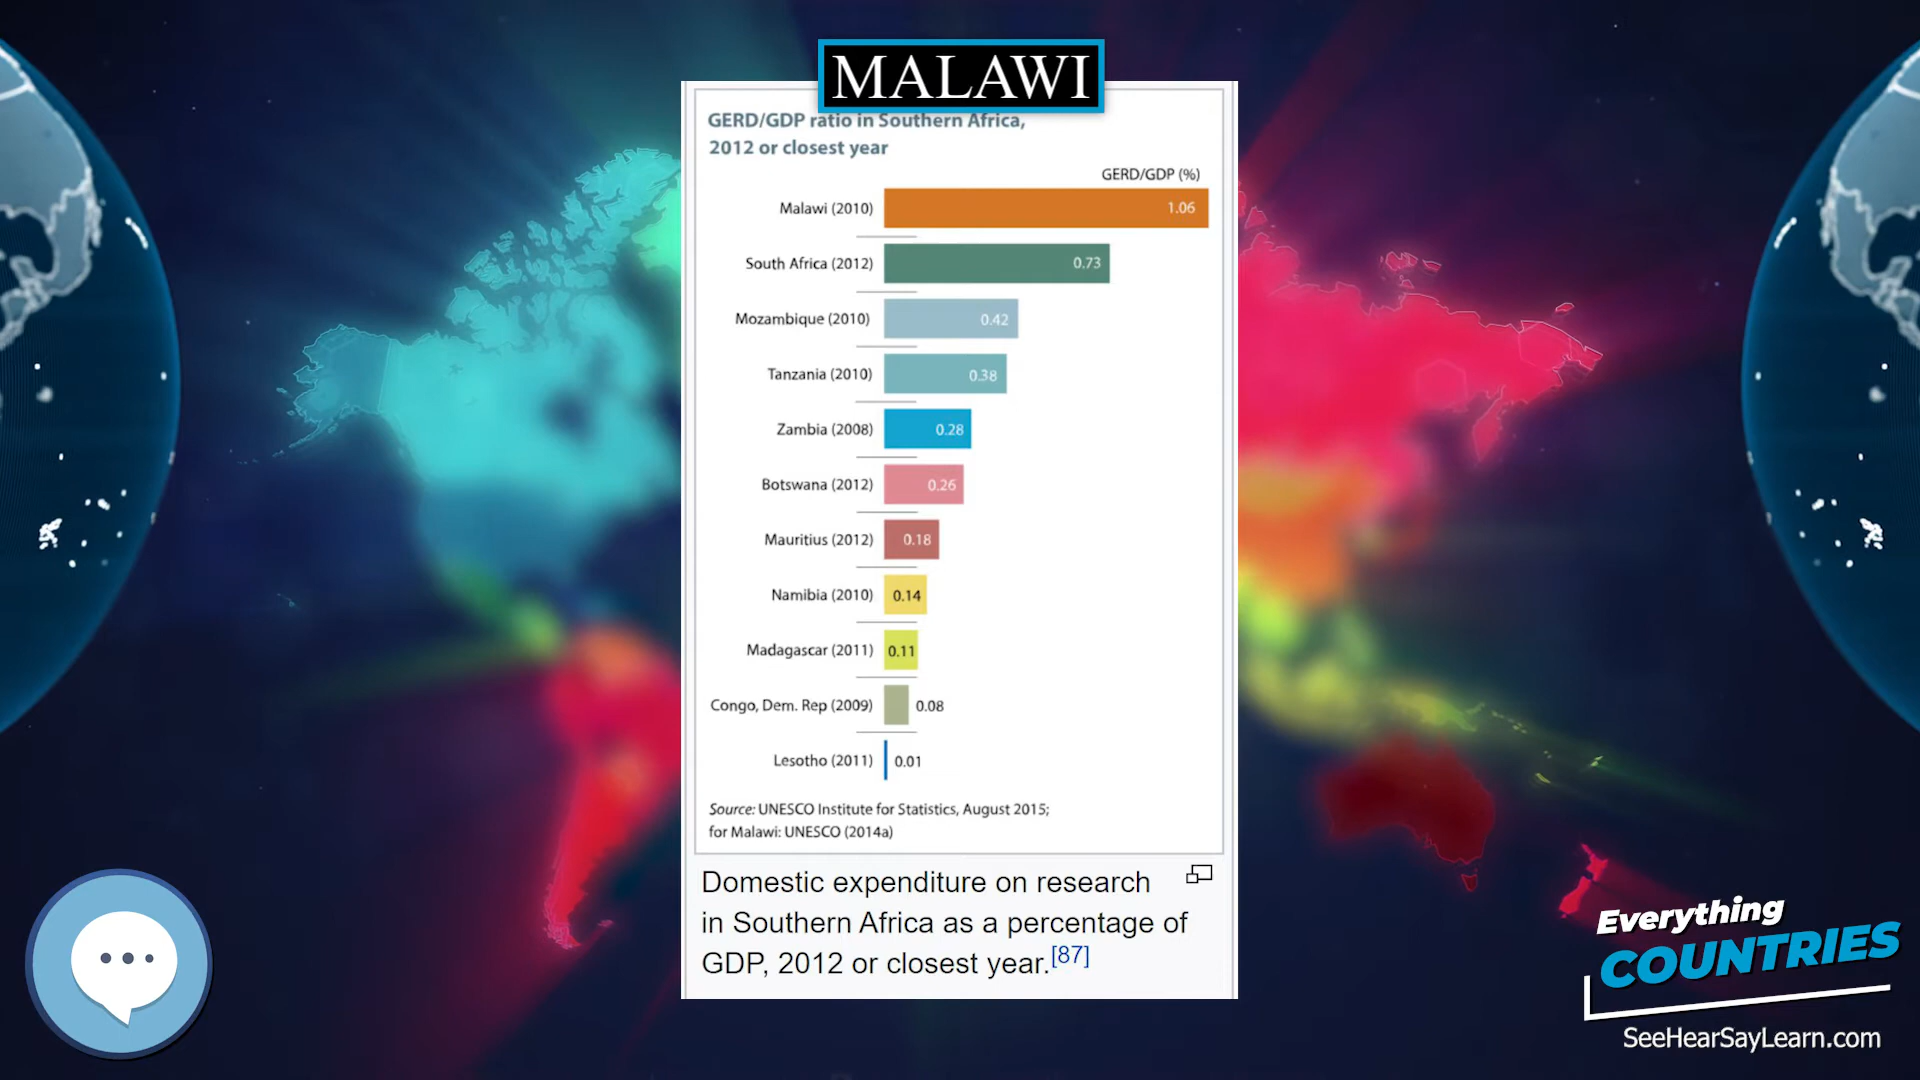 MALAWI
GERD/GDP ratio in Southern Africa,
2012 or closest year
GERD/GDP (%)
Malawi (2010) 1.06
South Africa (2012) 0.73
Mozambique (2010) 0.42
Tanzania (2010) 0.38
Zambia (2008) 0.28
Botswana (2012) 0.26
Mauritius (2012) 0.18
Namibia (2010) 0.14
Madagascar (2011) 0.11
Congo, Dem. Rep (2009) 0.08
Lesotho (2011) 0.01
Source: UNESCO Institute for Statistics, August 2015;
for Malawi: UNESCO (2014a)
Domestic expenditure on research
in Southern Africa as a percentage of
GDP, 2012 or closest year.[87]
Everything
COUNTRIES
SeeHearSayLearn.com